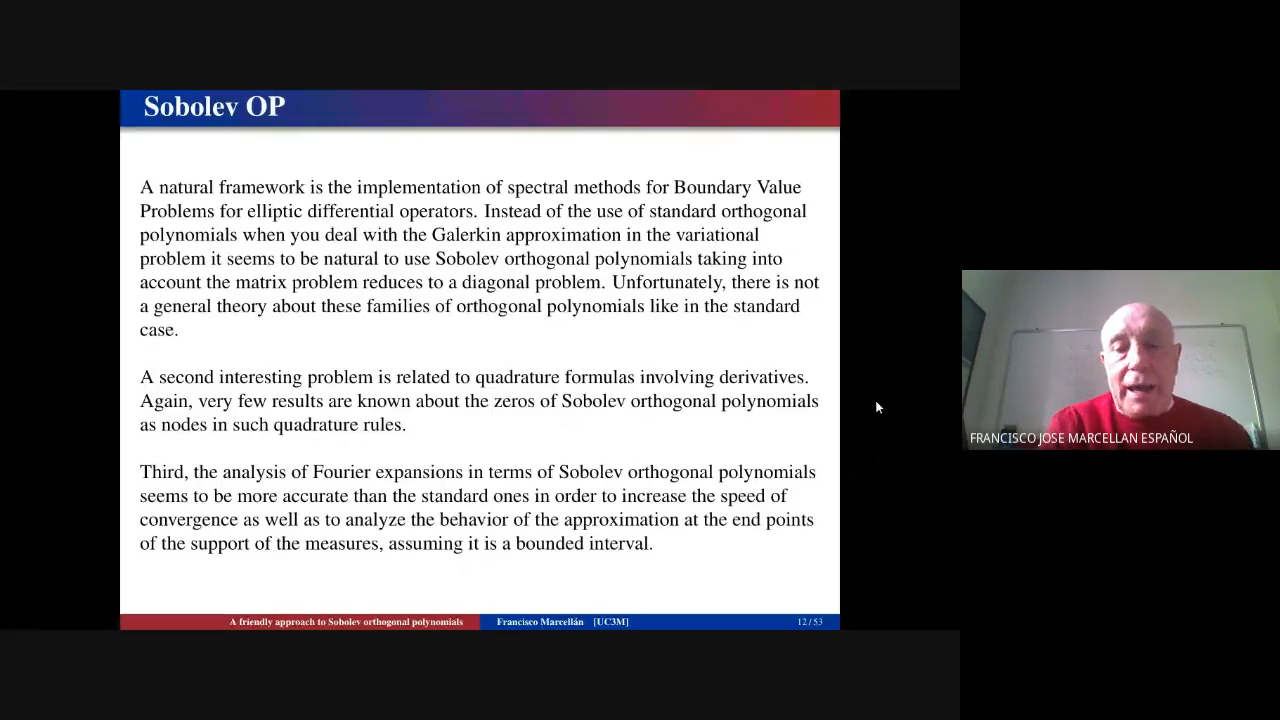 Sobolev OP
A natural framework is the implementation of spectral methods for Boundary Value
Problems for elliptic differential operators. Instead of the use of standard orthogonal
polynomials when you deal with the Galerkin approximation in the variational
problem it seems to be natural to use Sobolev orthogonal polynomials taking into
account the matrix problem reduces to a diagonal problem. Unfortunately, there is not
a general theory about these families of orthogonal polynomials like in the standard
case.
A second interesting problem is related to quadrature formulas involving derivatives.
Again, very few results are known about the zeros of Sobolev orthogonal polynomials
as nodes in such quadrature rules.
Third, the analysis of Fourier expansions in terms of Sobolev orthogonal polynomials
seems to be more accurate than the standard ones in order to increase the speed of
convergence as well as to analyze the behavior of the approximation at the end points
of the support of the measures, assuming it is a bounded interval.
A friendly approach to Sobolev orthogonal polynomials
Francisco Marcellán [UC3M]
12 / 53
FRANCISCO JOSE MARCELLAN ESPAÑOL